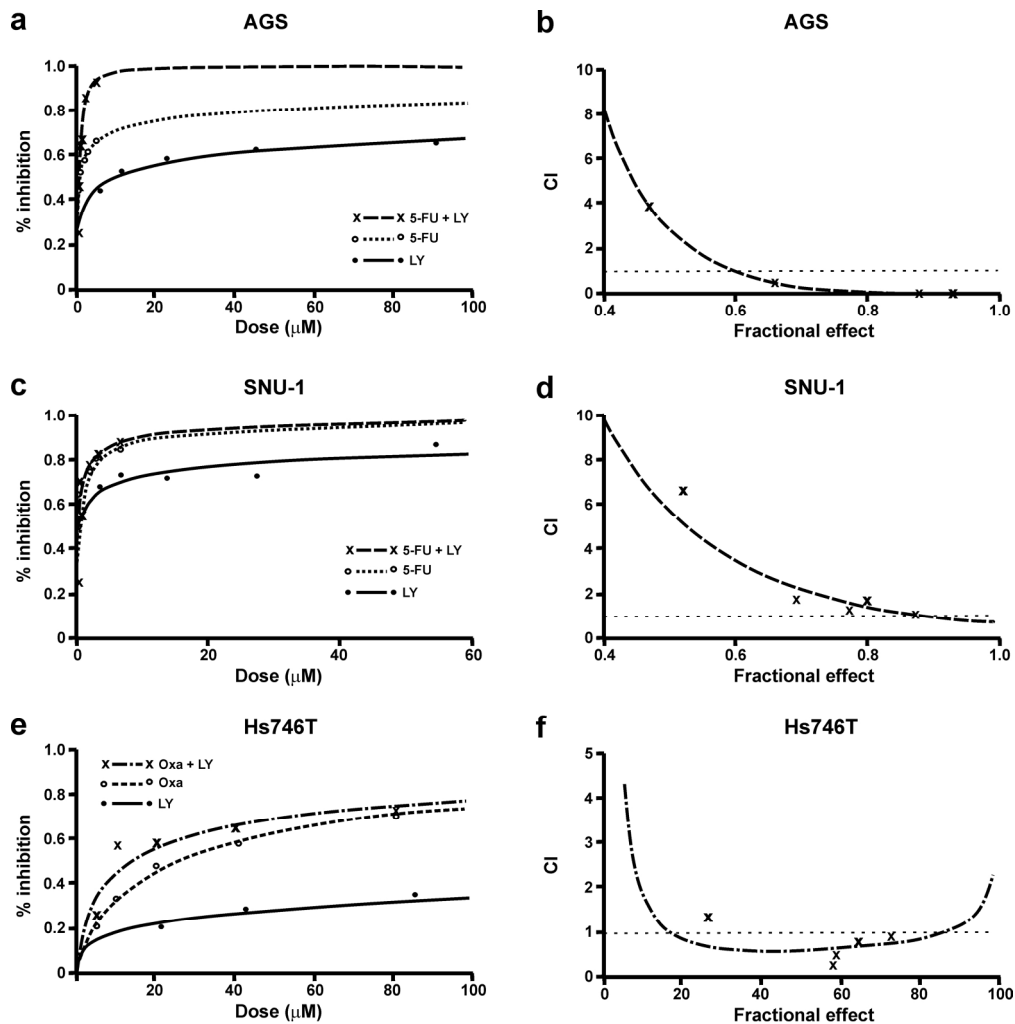 a
AGS
% inhibition
1.0
0.8
0.6
0.4
0.2
0
x x 5-FU + LY
5-FU
LY
0 20 40 60 80 100
Dose (μM)
b
AGS
CI
10
8
6
4
2
0
0.4 0.6 0.8 1.0
Fractional effect
c
SNU-1
% inhibition
1.0
0.8
0.6
0.4
0.2
0
x x 5-FU + LY
5-FU
LY
0 20 40 60
Dose (μM)
d
SNU-1
CI
10
8
6
4
2
0
0.4 0.6 0.8 1.0
Fractional effect
e
Hs746T
% inhibition
1.0
0.8
0.6
0.4
0.2
0
x x Oxa + LY
Oxa
LY
0 20 40 60 80 100
Dose (μM)
f
Hs746T
CI
5
4
3
2
1
0
0 20 40 60 80 100
Fractional effect